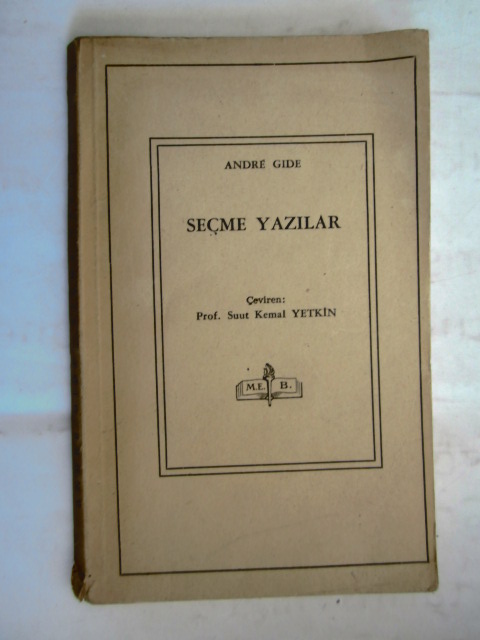 ANDRÉ GIDE
SEÇME YAZILAR
Çeviren:
Prof. Suut Kemal YETKİN
M.E. B.